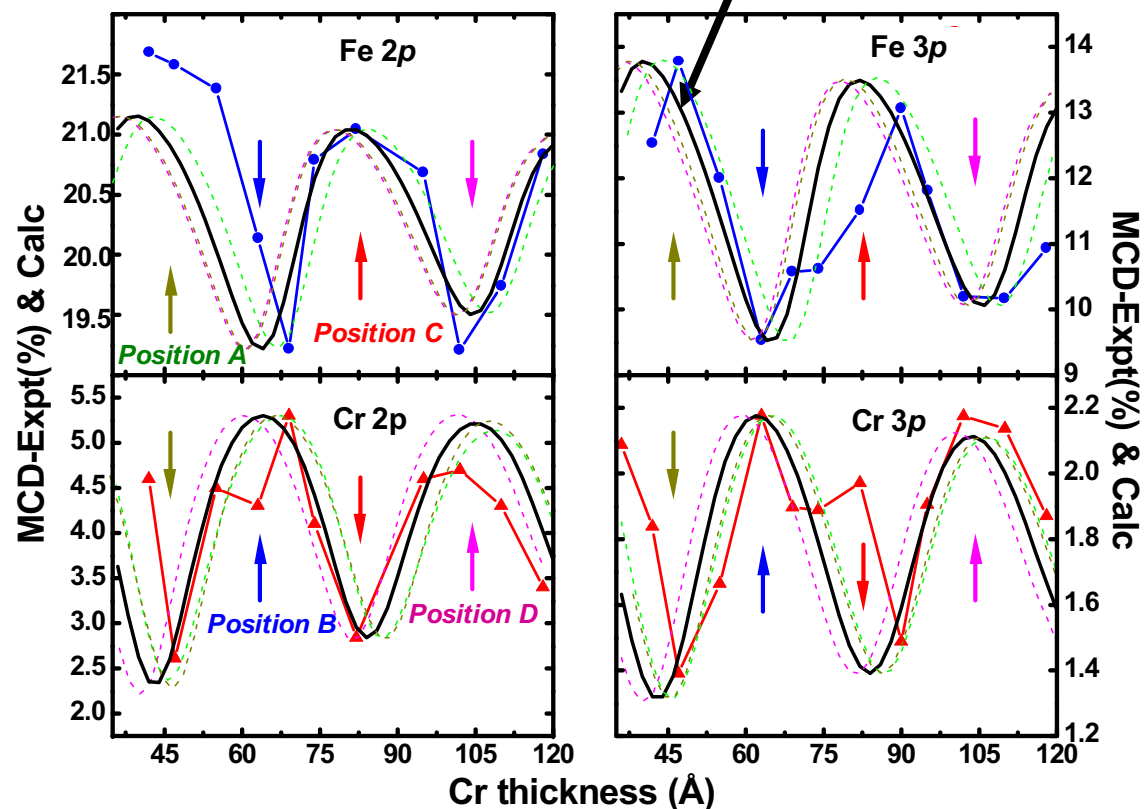 Fe 2p
Fe 3p
21.5
21.0
20.5
20.0
19.5
14
13
12
11
10
9
Position A
Position C
Cr 2p
Cr 3p
5.5
5.0
4.5
4.0
3.5
3.0
2.5
2.0
2.2
2.0
1.8
1.6
1.4
1.2
Position B
Position D
45 60 75 90 105 120
45 60 75 90 105 120
Cr thickness (Å)
MCD-Expt(%) & Calc
MCD-Expt(%) & Calc